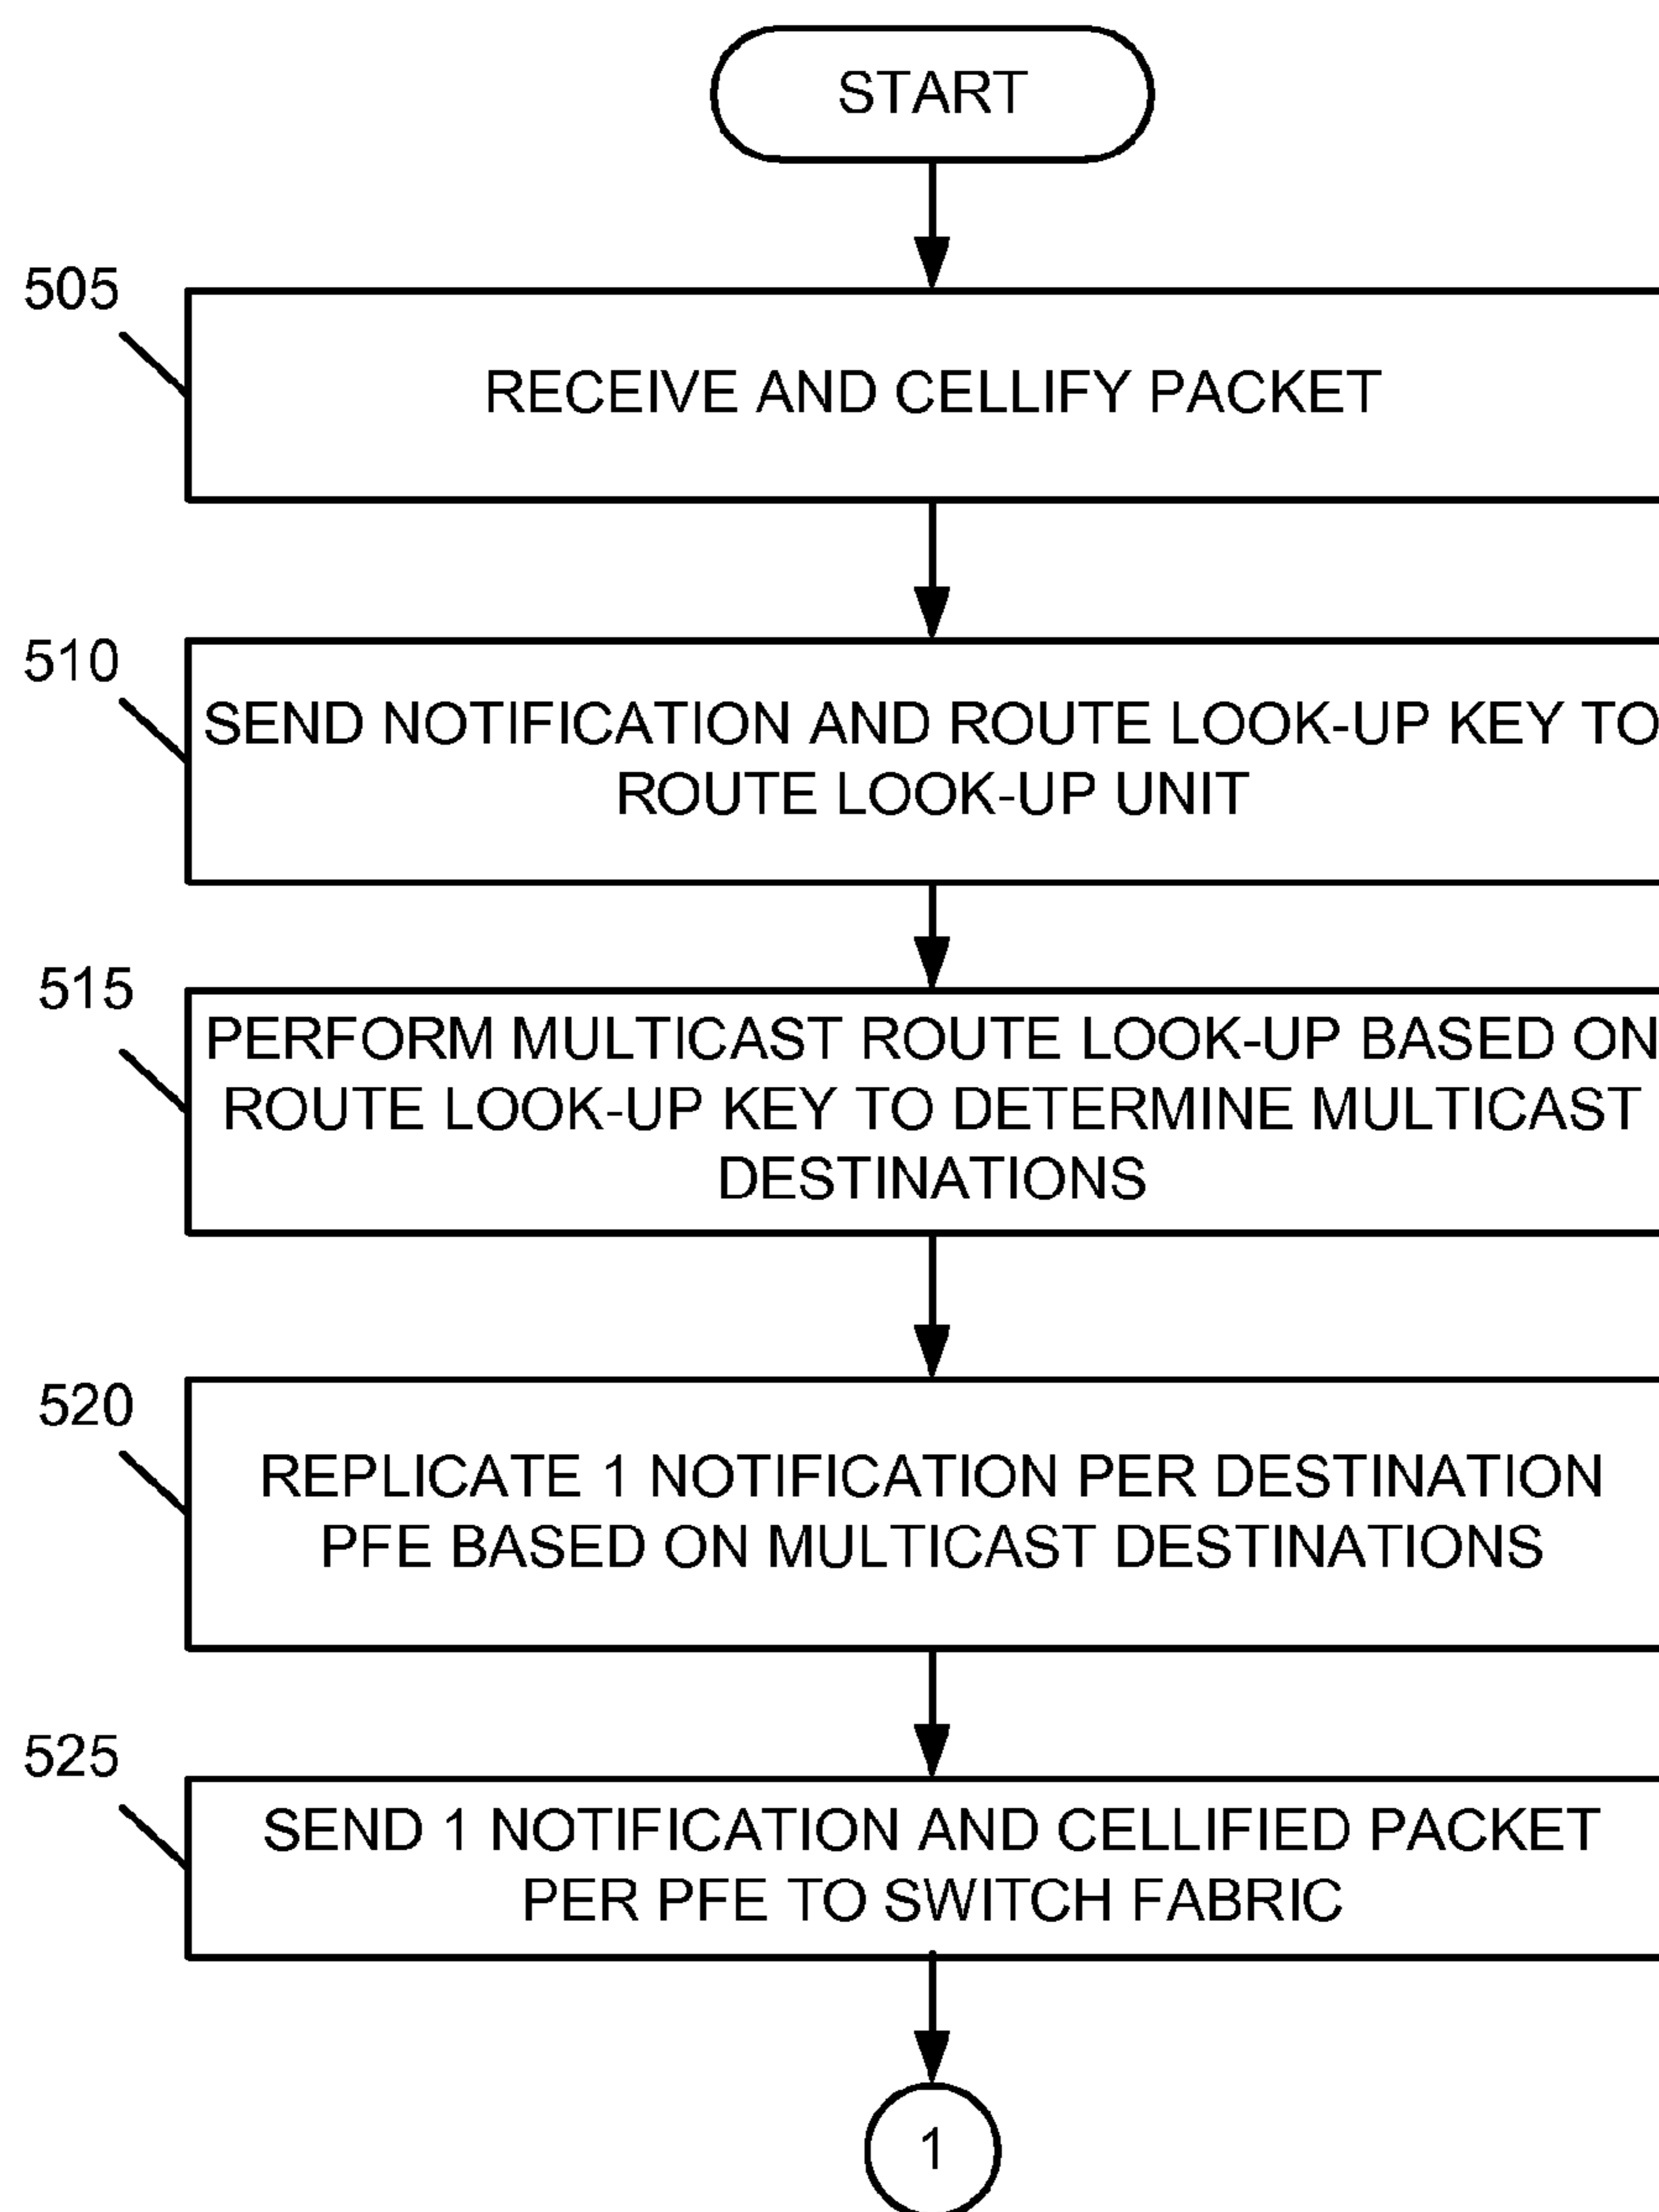 START
505
RECEIVE AND CELLIFY PACKET
510
SEND NOTIFICATION AND ROUTE LOOK-UP KEY TO
ROUTE LOOK-UP UNIT
515
PERFORM MULTICAST ROUTE LOOK-UP BASED ON
ROUTE LOOK-UP KEY TO DETERMINE MULTICAST
DESTINATIONS
520
REPLICATE 1 NOTIFICATION PER DESTINATION
PFE BASED ON MULTICAST DESTINATIONS
525
SEND 1 NOTIFICATION AND CELLIFIED PACKET
PER PFE TO SWITCH FABRIC
1